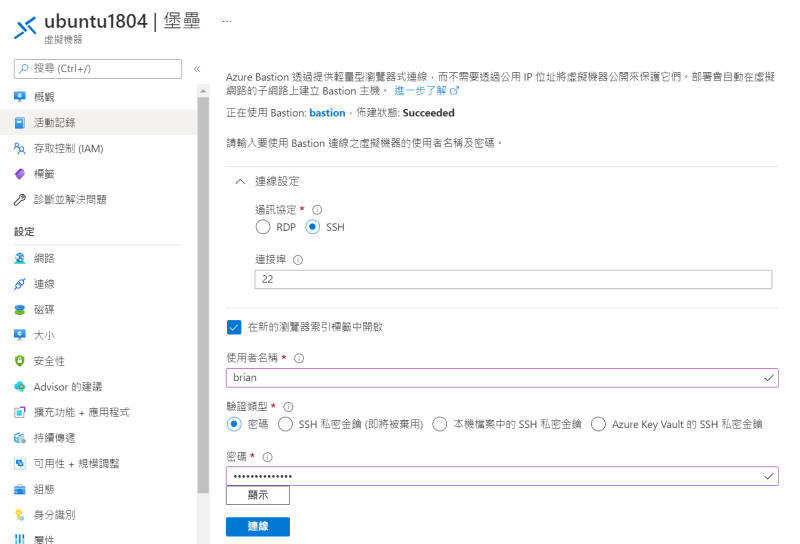 ubuntu1804 | 堡壘 ...
虛擬機器
搜尋 (Ctrl+/)
«
概觀
活動記錄
存取控制 (IAM)
標籤
診斷並解決問題
設定
網路
連線
磁碟
大小
安全性
Advisor 的建議
擴充功能 + 應用程式
持續傳遞
可用性 + 規模調整
組態
身分識別
屬性
Azure Bastion 透過提供輕量型瀏覽器式連線，而不需要透過公用 IP 位址將虛擬機器公開來保護它們。部署會自動在虛擬
網路的子網路上建立 Bastion 主機。 進一步了解
正在使用 Bastion: bastion，佈建狀態: Succeeded
請輸入要使用 Bastion 連線之虛擬機器的使用者名稱及密碼。
連線設定
通訊協定 *
RDP SSH
連接埠
22
在新的瀏覽器索引標籤中開啟
使用者名稱 *
brian
驗證類型 *
密碼 SSH 私密金鑰 (即將被棄用) 本機檔案中的 SSH 私密金鑰 Azure Key Vault 的 SSH 私密金鑰
密碼 *
••••••••••••••
顯示
連線